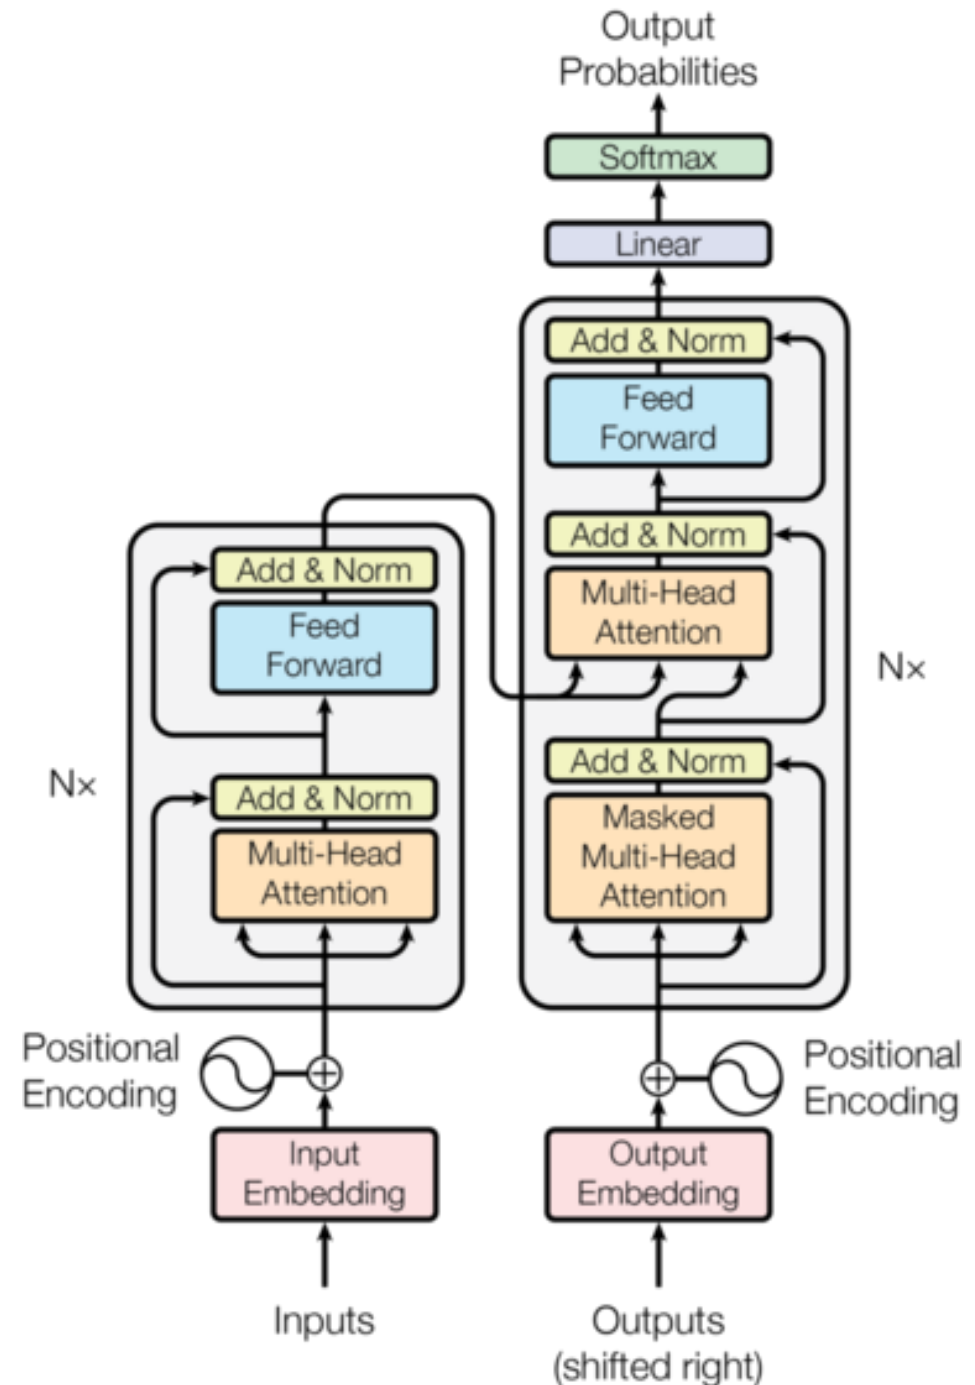 Output
Probabilities
Softmax
Linear
Add & Norm
Feed
Forward
Add & Norm
Multi-Head
Attention
Nx
Add & Norm
Masked
Multi-Head
Attention
Add & Norm
Feed
Forward
Nx
Add & Norm
Multi-Head
Attention
Positional
Encoding
Positional
Encoding
Input
Embedding
Output
Embedding
Inputs
Outputs
(shifted right)